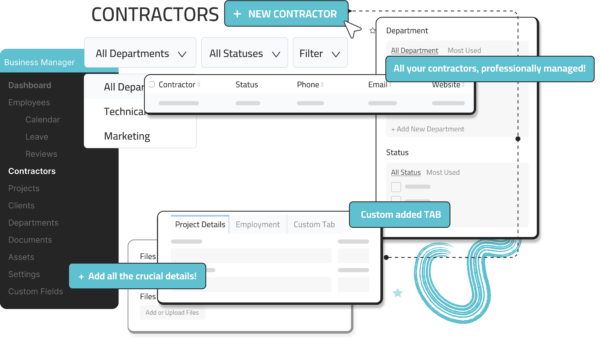 CONTRACTORS
+ NEW CONTRACTOR
Business Manager
Dashboard
Employees
Calendar
Leave
Reviews
Contractors
Projects
Clients
Departments
Documents
Assets
Settings
Custom Fields
All Departments
All Statuses
Filter
All Depar
Technica
Marketing
Contractor
Status
Phone
Email
Website
Department
All Department Most Used
All your contractors, professionally managed!
+ Add New Department
Status
All Status Most Used
Custom added TAB
Project Details
Employment
Custom Tab
Files
+ Add all the crucial details!
Files
Add or Upload Files